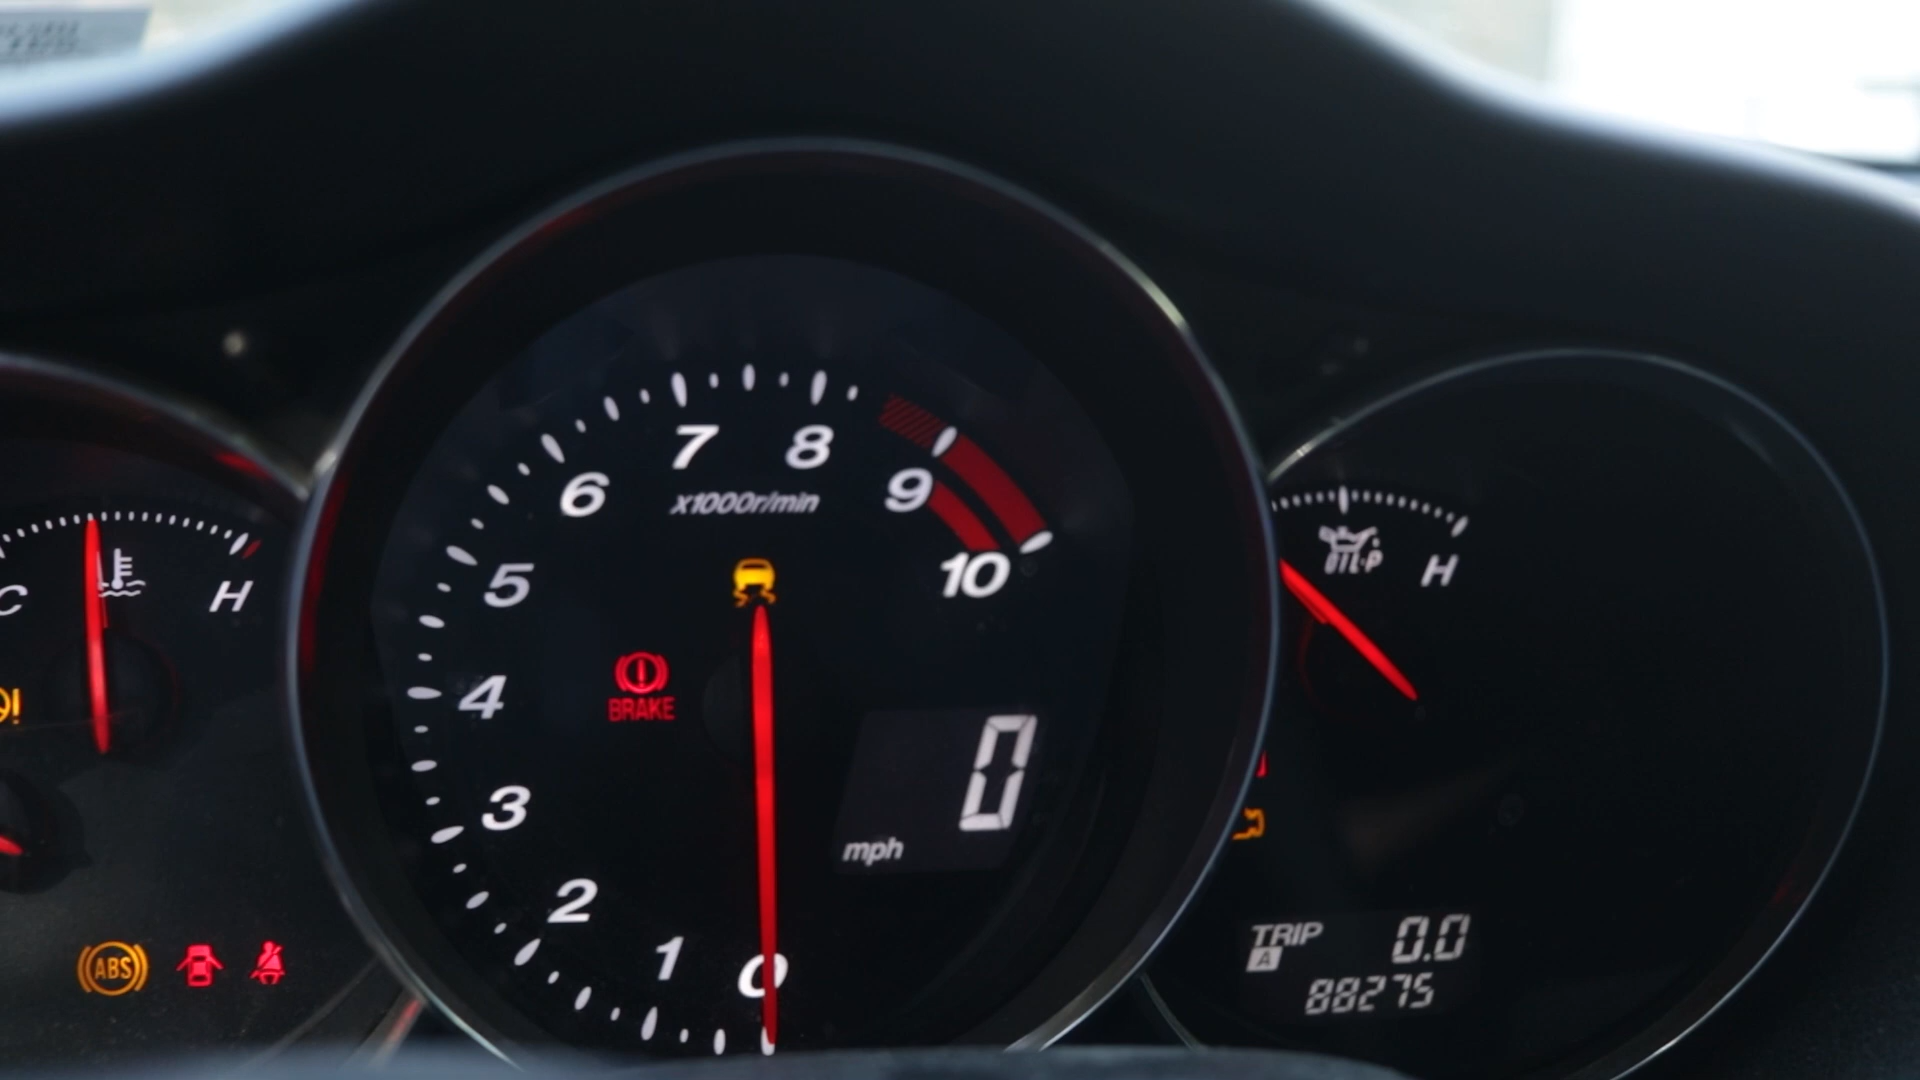 7 8
6 9
x1000r/min
5 10
C H
OIL-P H
4
BRAKE
0
3
mph
2
1 0
ABS
TRIP 0.0
A
88275